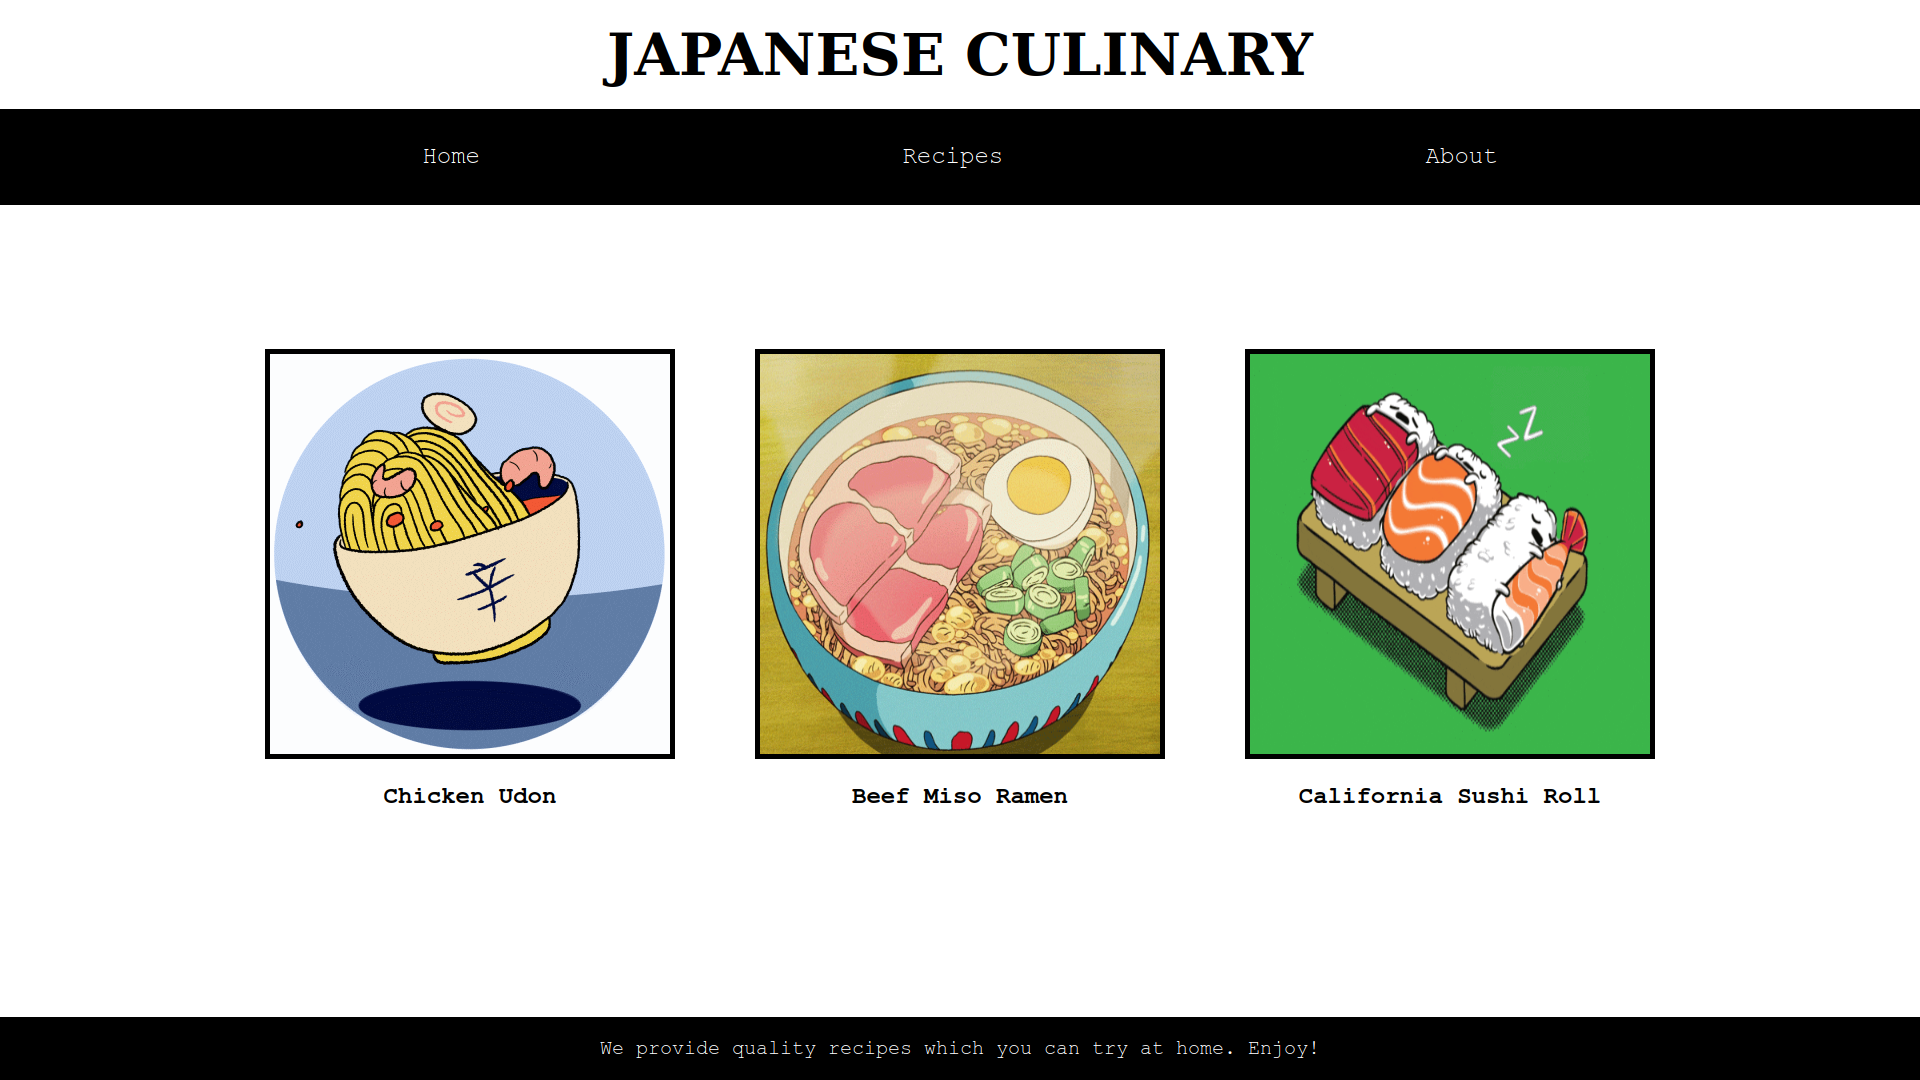 JAPANESE CULINARY
Home Recipes About
zZ
辛
Chicken Udon Beef Miso Ramen California Sushi Roll
We provide quality recipes which you can try at home. Enjoy!